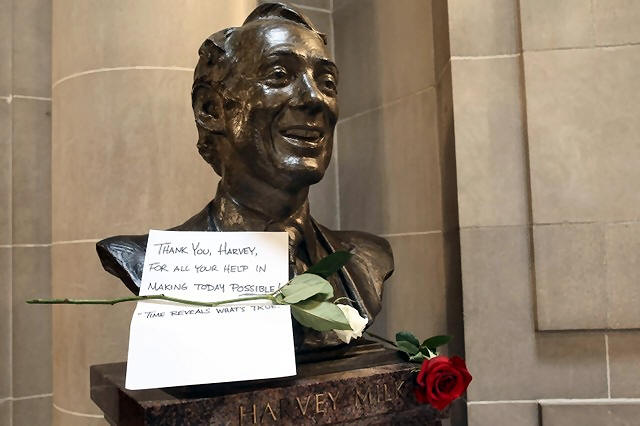 THANK YOU, HARVEY,
FOR ALL YOUR HELP IN
MAKING TODAY POSSIBLE!
"TIME REVEALS WHAT'S TRUE"
HARVEY MILK